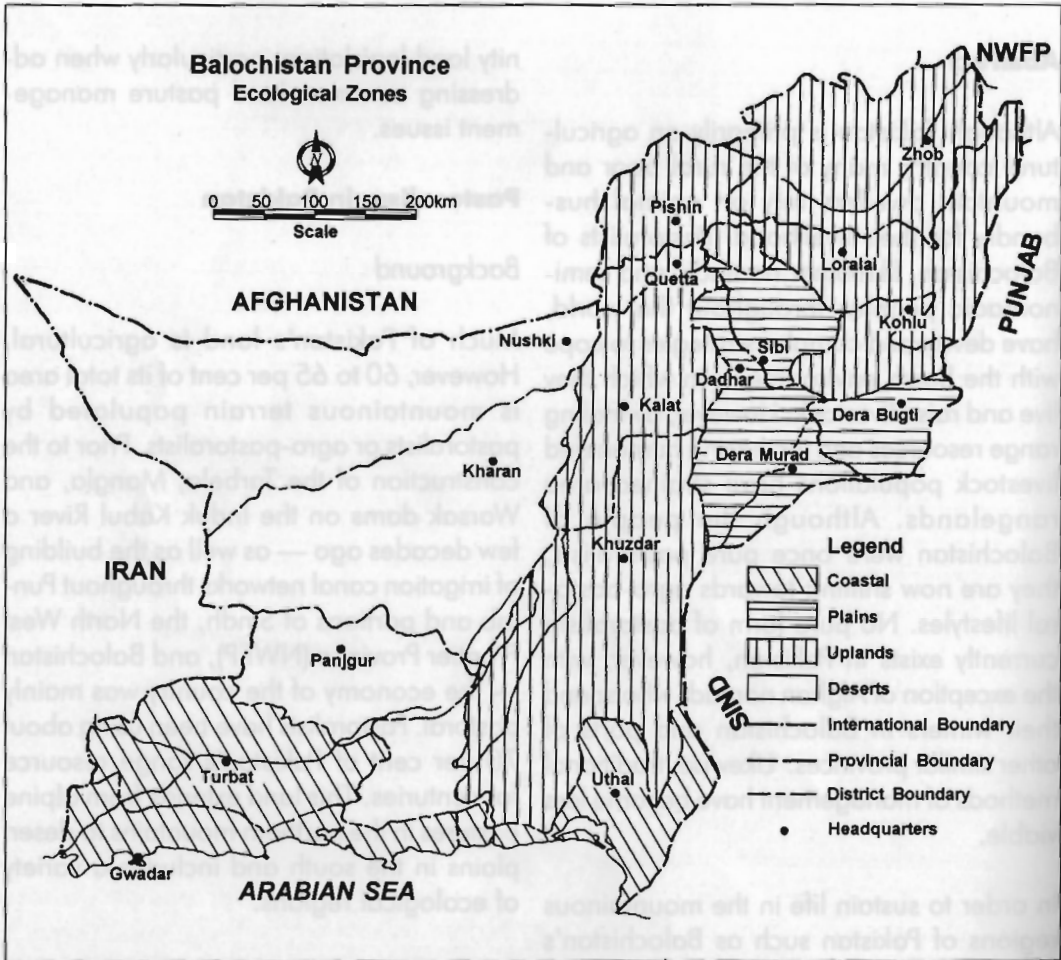 NWFP
Balochistan Province
Ecological Zones
N
0 50 100 150 200km
Scale
Zhob
Pishin
PUNJAB
Quetta
Loralai
AFGHANISTAN
Kohlu
Nushki
Sibi
Dadhar
Kalat
Dera Bugti
Dera Murad
Kharan
Khuzdar
Legend
IRAN
Coastal
Plains
Panjgur
Uplands
SIND
Deserts
International Boundary
Provincial Boundary
Turbat
Uthal
District Boundary
Headquarters
Gwadar
ARABIAN SEA